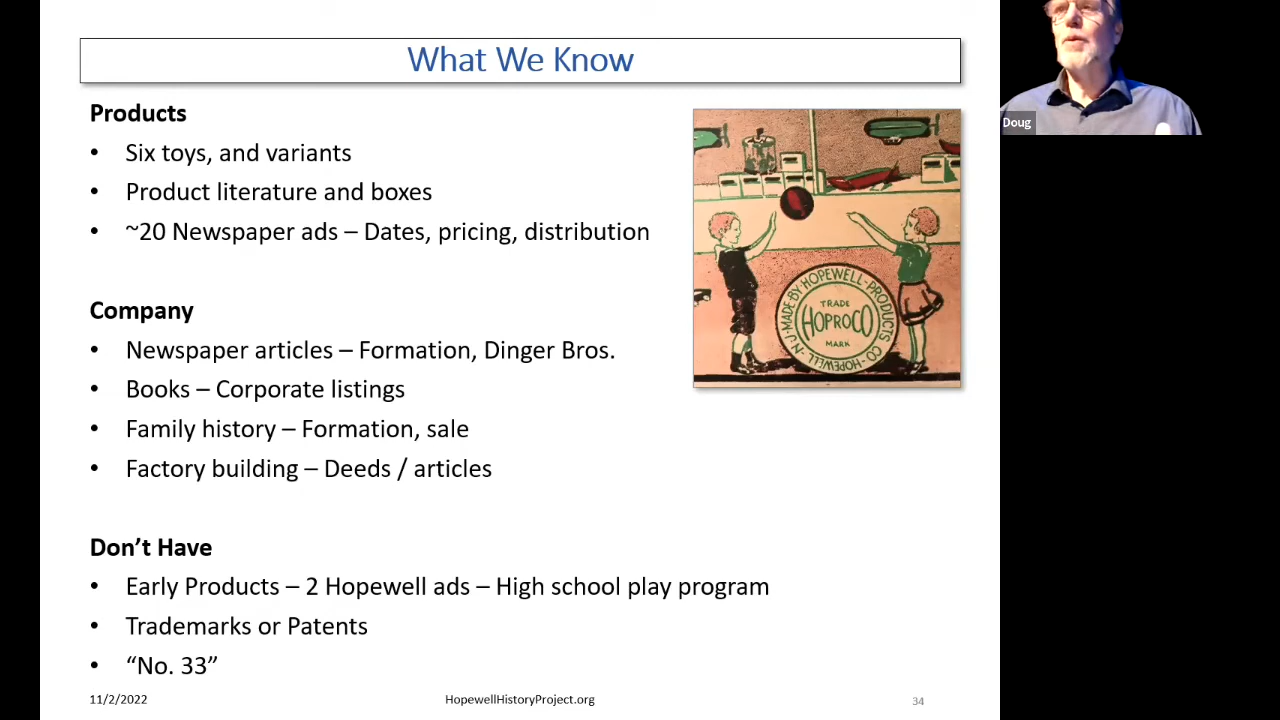 What We Know
Products
• Six toys, and variants
• Product literature and boxes
• ~20 Newspaper ads – Dates, pricing, distribution
Company
• Newspaper articles – Formation, Dinger Bros.
• Books – Corporate listings
• Family history – Formation, sale
• Factory building – Deeds / articles
Don’t Have
• Early Products – 2 Hopewell ads – High school play program
• Trademarks or Patents
• “No. 33”
MADE BY HOPEWELL PRODUCTS CO - HOPEWELL - N J -
TRADE
HOPROCO
MARK
11/2/2022
HopewellHistoryProject.org
34
Doug